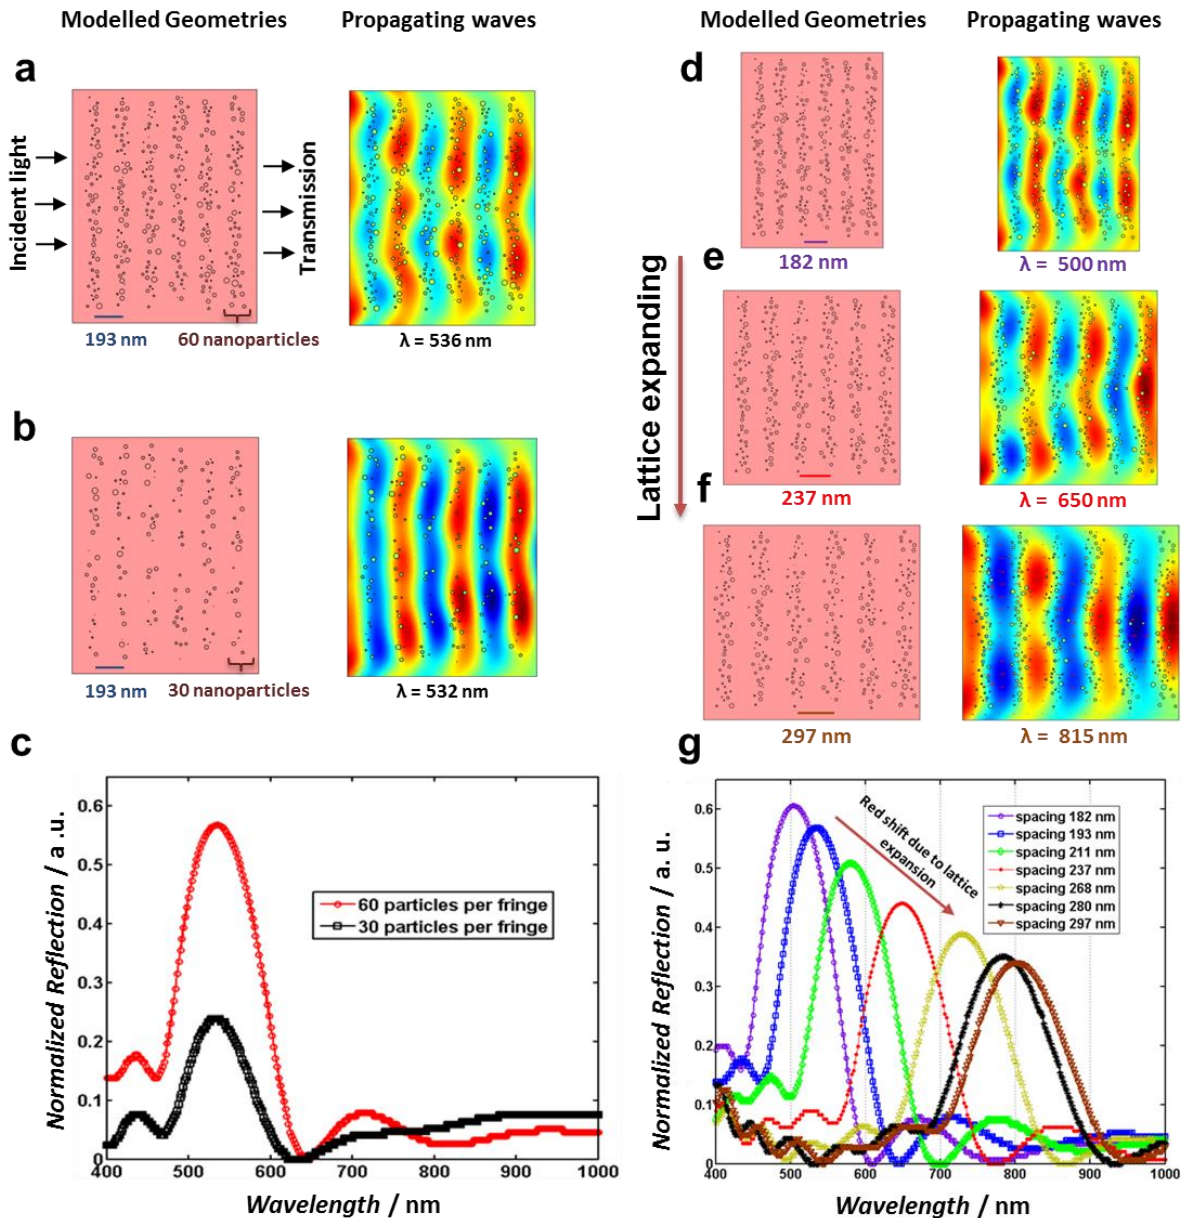 Modelled Geometries
Propagating waves
a
Incident light
Transmission
193 nm
60 nanoparticles
λ = 536 nm
b
193 nm
30 nanoparticles
λ = 532 nm
c
Normalized Reflection / a.u.
0.6
0.5
0.4
0.3
0.2
0.1
0
400
500
600
700
800
900
1000
Wavelength / nm
60 particles per fringe
30 particles per fringe
Modelled Geometries
Propagating waves
d
182 nm
λ = 500 nm
Lattice expanding
e
237 nm
λ = 650 nm
f
297 nm
λ = 815 nm
g
Normalized Reflection / a. u.
0.6
0.5
0.4
0.3
0.2
0.1
0
400
500
600
700
800
900
1000
Wavelength / nm
Red shift due to lattice
expansion
spacing 182 nm
spacing 193 nm
spacing 211 nm
spacing 237 nm
spacing 268 nm
spacing 280 nm
spacing 297 nm